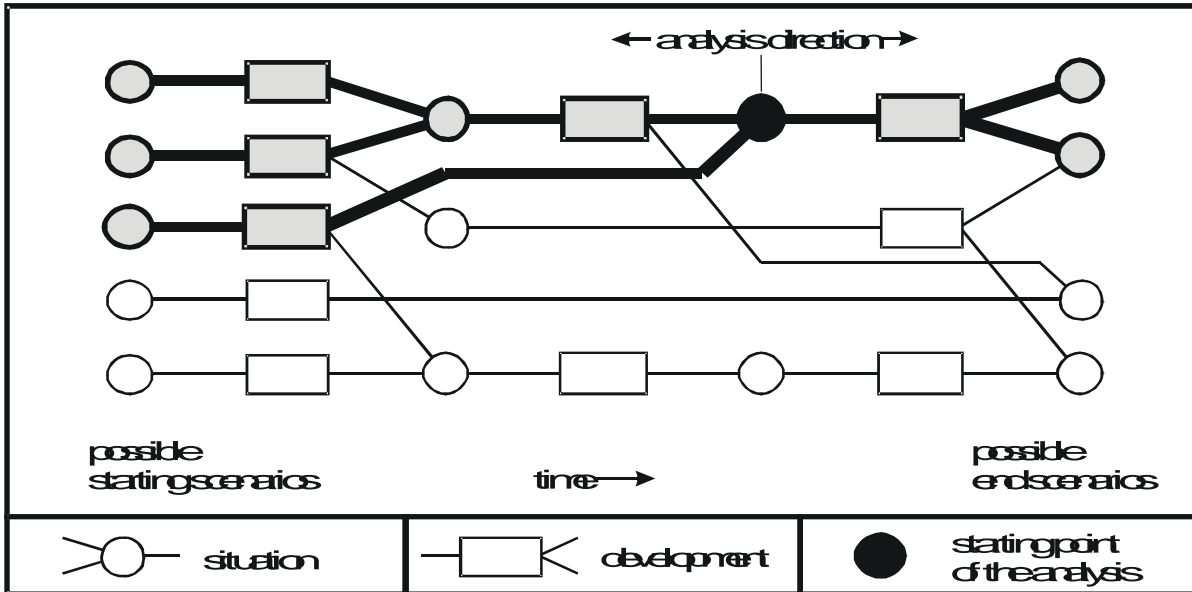 analysis direction
possible
starting scenarios
time
possible
end scenarios
situation
development
starting point
of the analysis